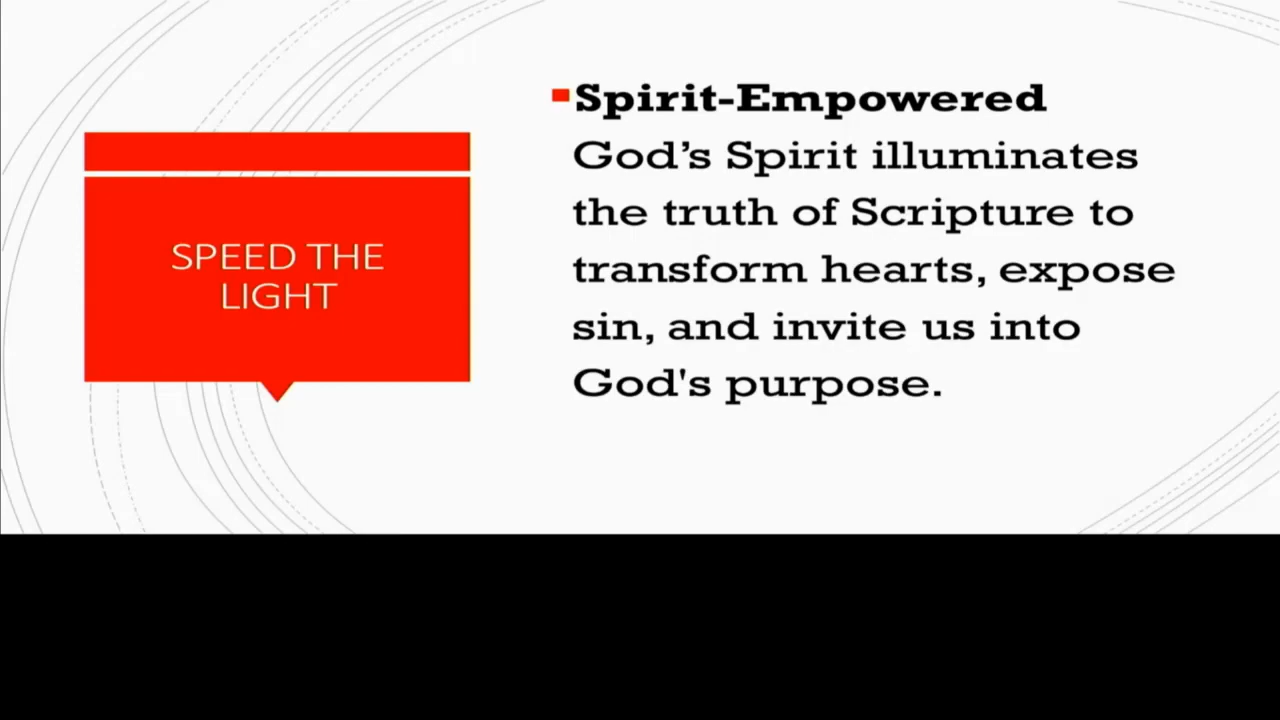 SPEED THE
LIGHT
Spirit-Empowered
God’s Spirit illuminates
the truth of Scripture to
transform hearts, expose
sin, and invite us into
God's purpose.